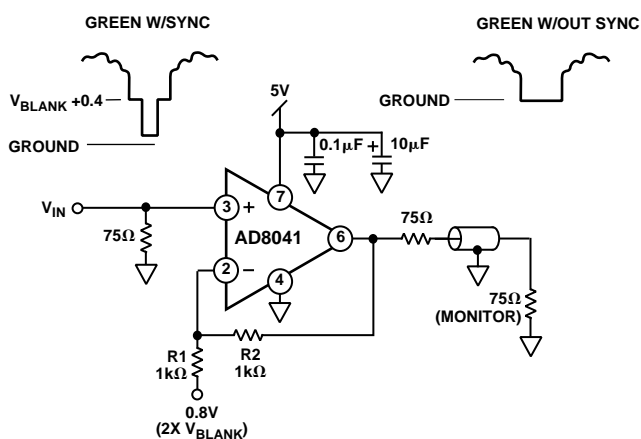 GREEN W/SYNC
GREEN W/OUT SYNC
V_BLANK +0.4
GROUND
GROUND
5V
0.1μF
+
10μF
V_IN
75Ω
3
+
7
AD8041
6
2
−
4
75Ω
75Ω
(MONITOR)
R1
1kΩ
R2
1kΩ
0.8V
(2X V_BLANK)